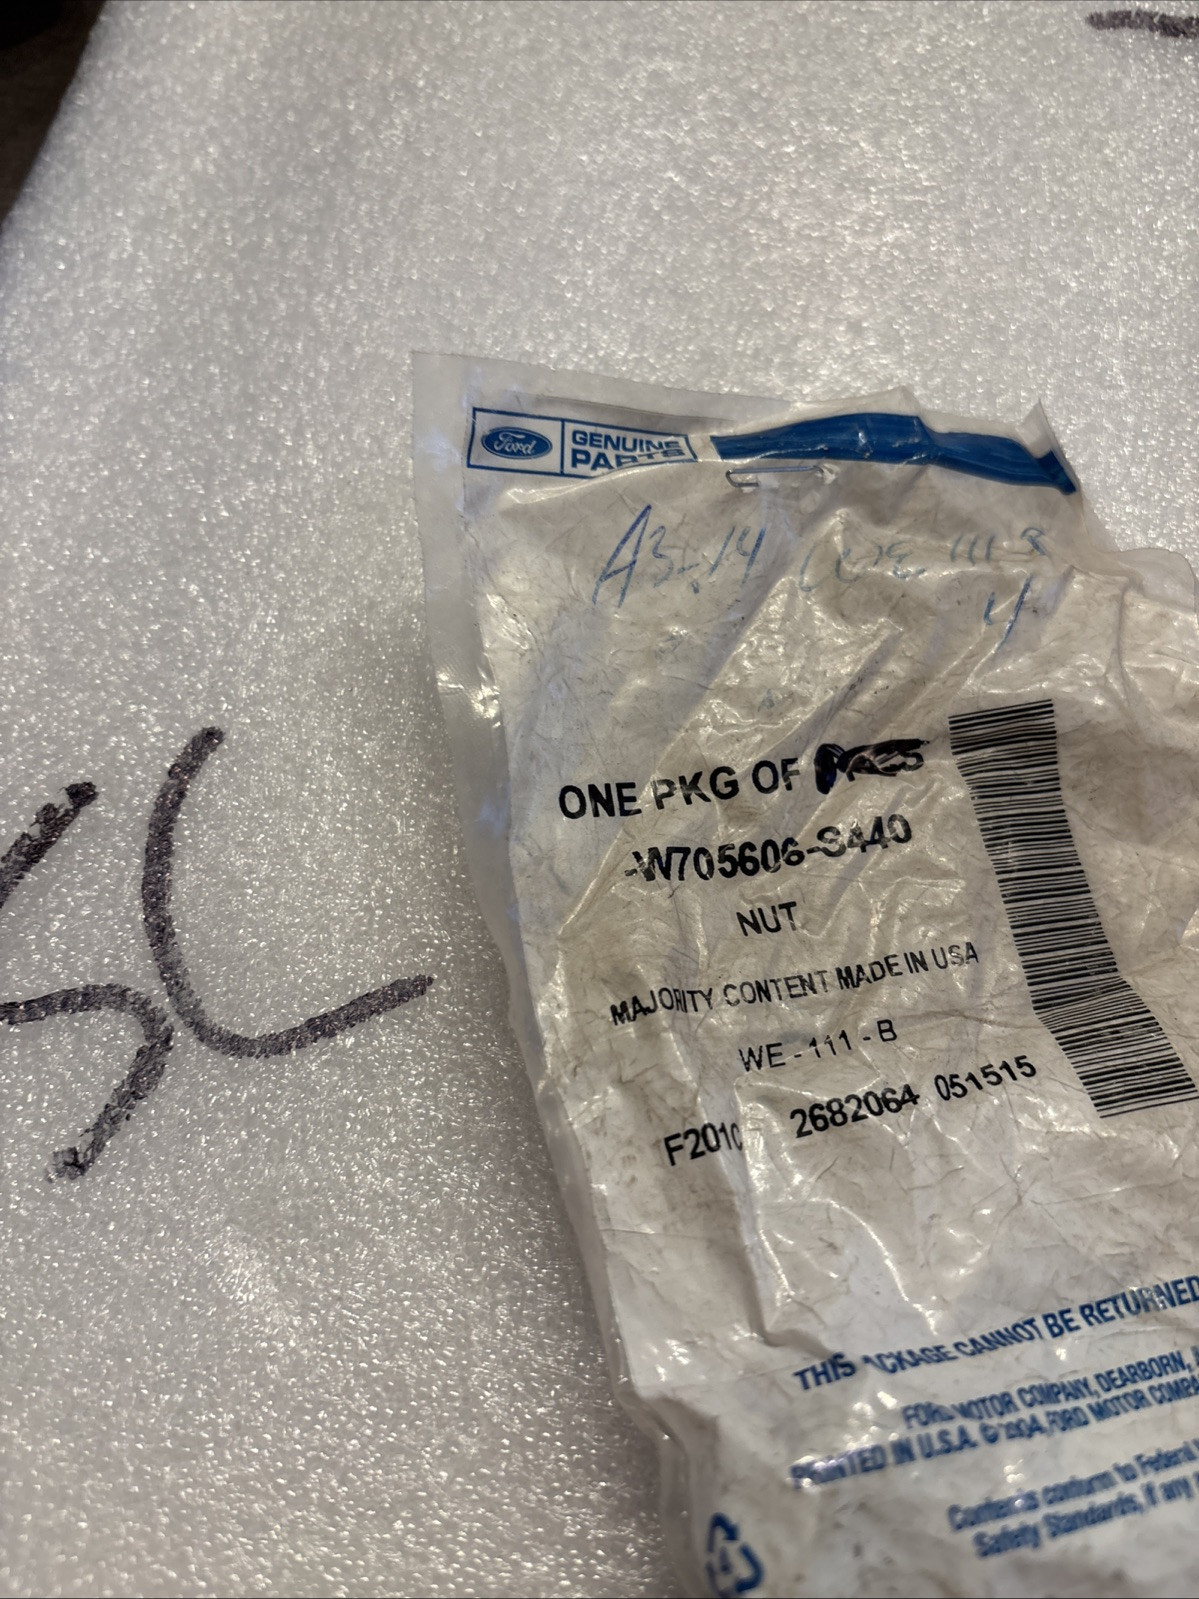 Ford GENUINE
PARTS
A3-14
ONE PKG OF
-W705606-S440
NUT
MAJORITY CONTENT MADE IN USA
WE - 111 - B
F2010 2682064 051515
THIS PACKAGE CANNOT BE RETURNED
FORD MOTOR COMPANY, DEARBORN,
PRINTED IN U.S.A. © 2004, FORD MOTOR
Contents conform to Federal
Safety Standards, if any